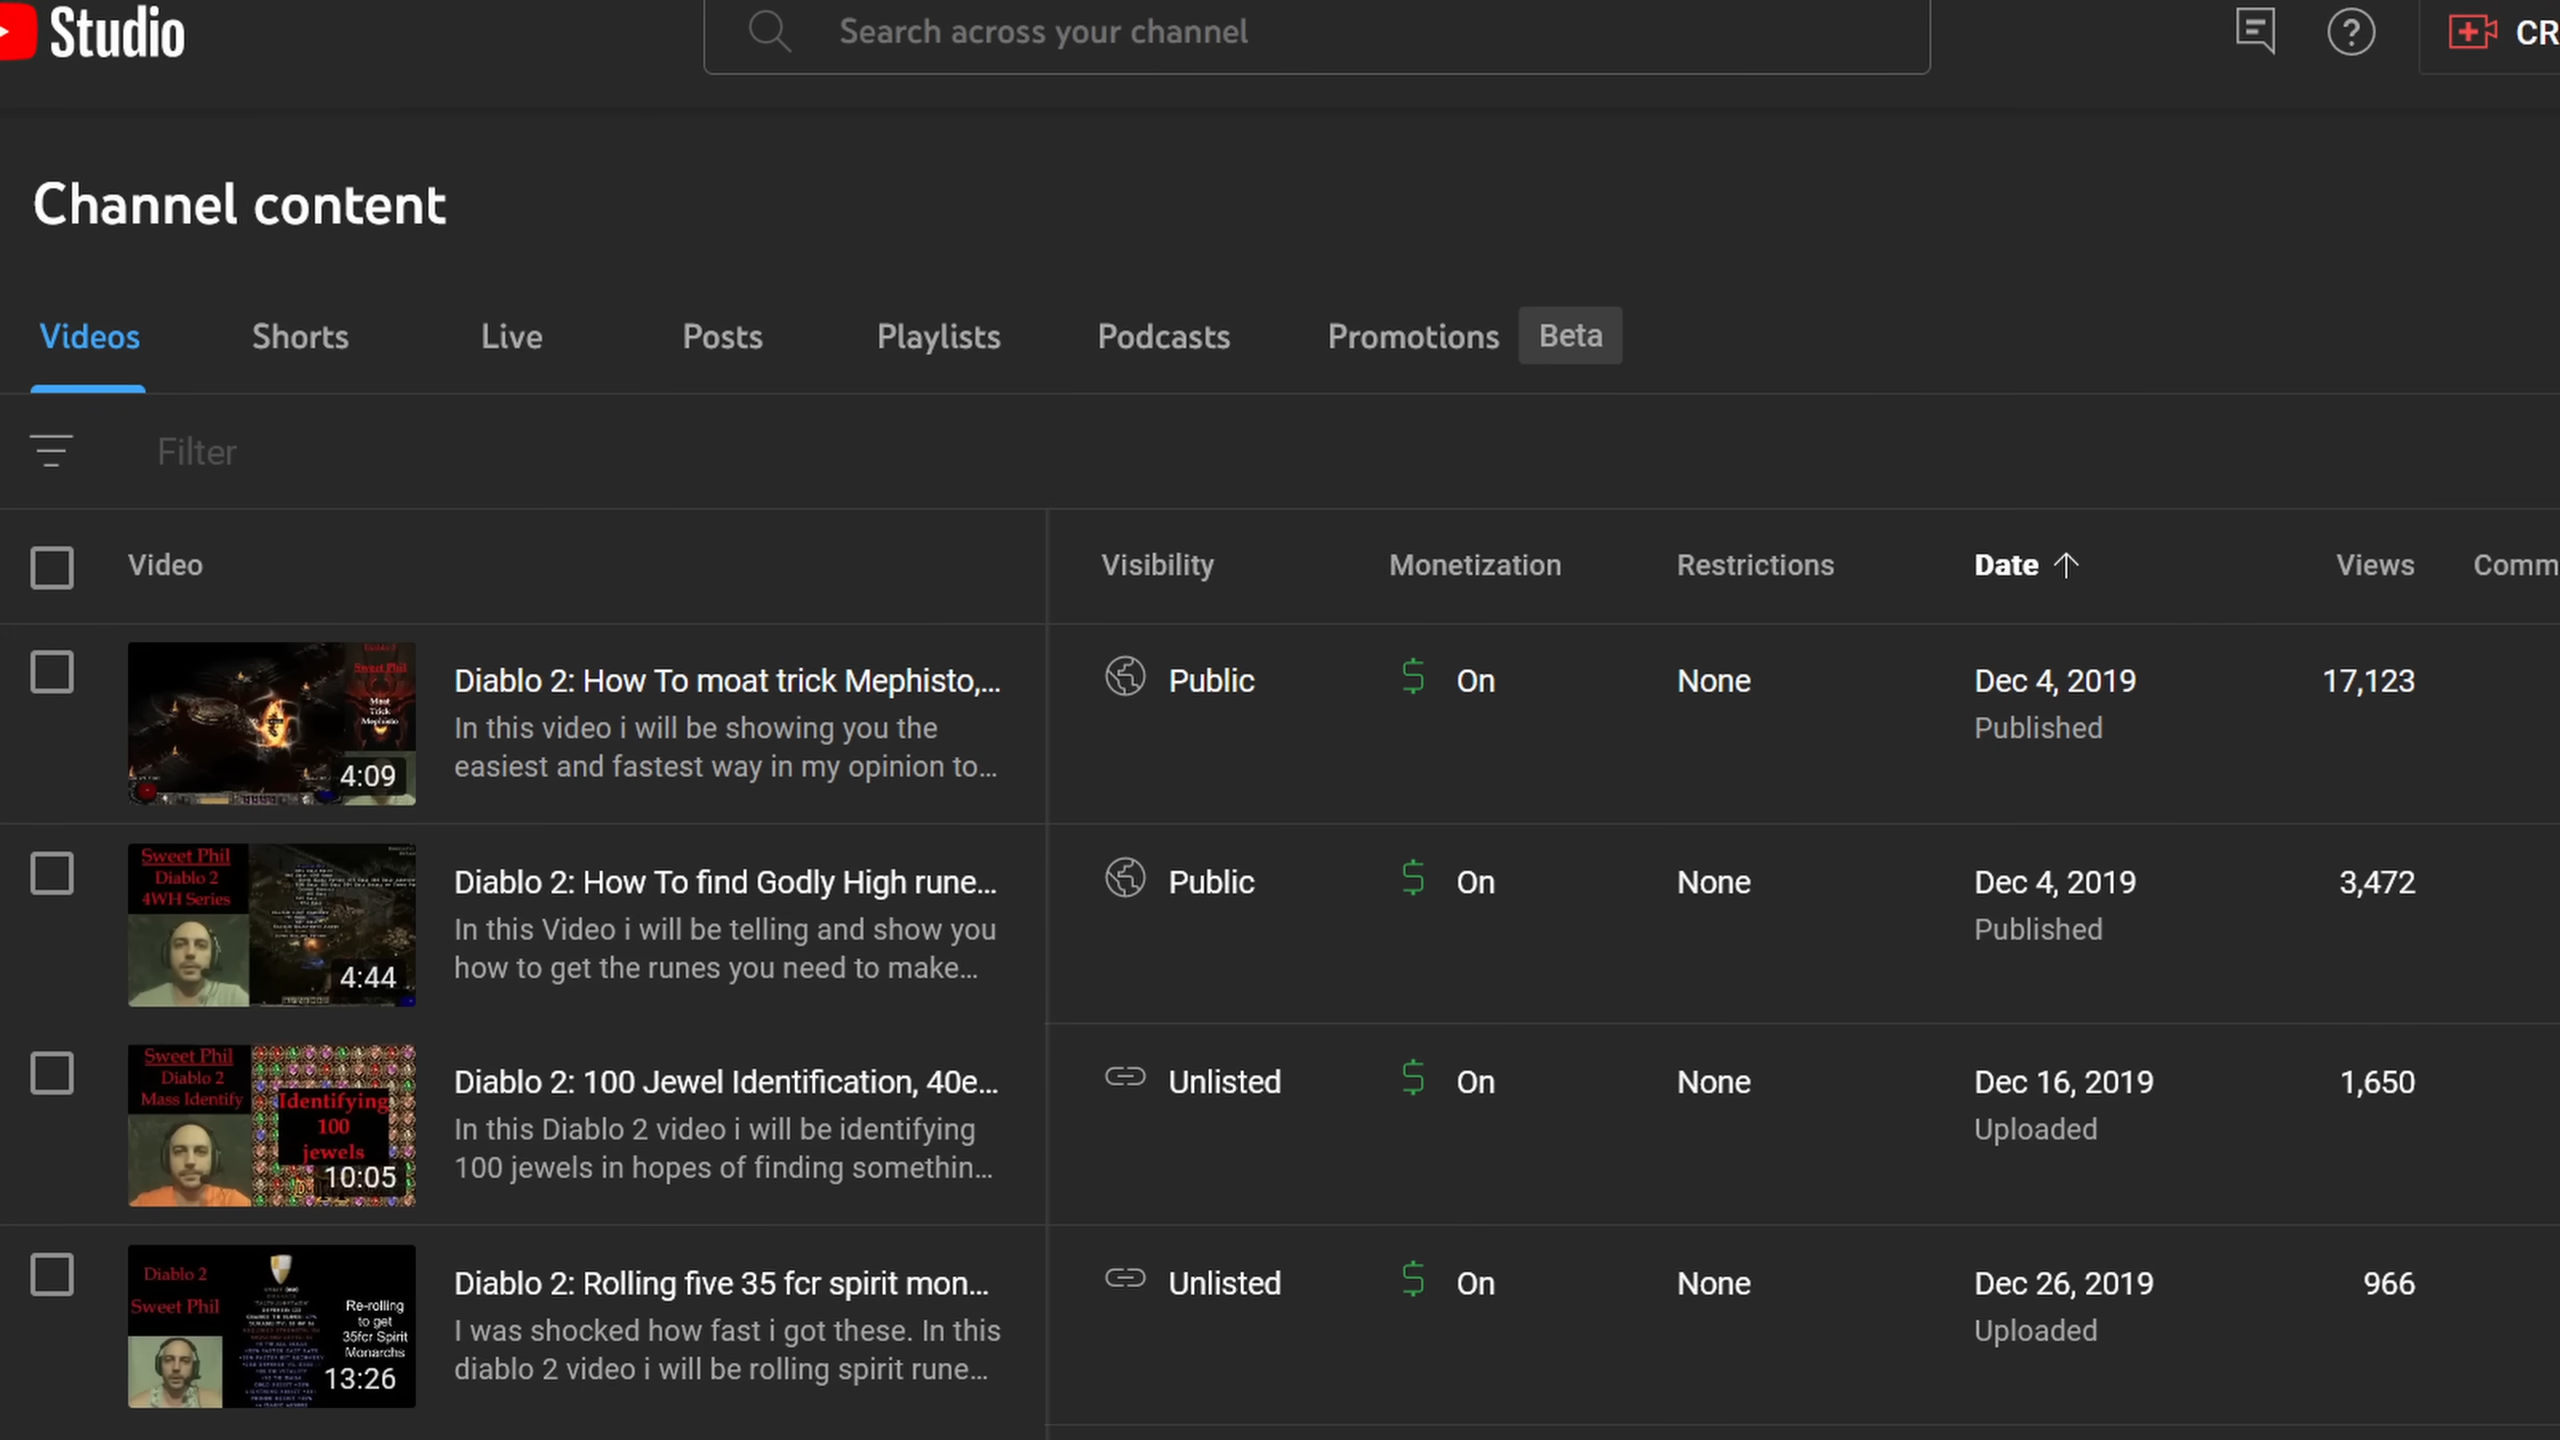 Studio
Search across your channel
CR
Channel content
Videos
Shorts
Live
Posts
Playlists
Podcasts
Promotions
Beta
Filter
Video
Visibility
Monetization
Restrictions
Date
Views
Comm
Diablo 2
Sweet Phil
Moat
Trick
Mephisto
4:09
Diablo 2: How To moat trick Mephisto,...
In this video i will be showing you the
easiest and fastest way in my opinion to...
Public
On
None
Dec 4, 2019
Published
17,123
Sweet Phil
Diablo 2
4WH Series
4:44
Diablo 2: How To find Godly High rune...
In this Video i will be telling and show you
how to get the runes you need to make...
Public
On
None
Dec 4, 2019
Published
3,472
Sweet Phil
Diablo 2
Mass Identify
Identifying
100
jewels
10:05
Diablo 2: 100 Jewel Identification, 40e...
In this Diablo 2 video i will be identifying
100 jewels in hopes of finding somethin...
Unlisted
On
None
Dec 16, 2019
Uploaded
1,650
Diablo 2
Sweet Phil
Re-rolling
to get
35fcr Spirit
Monarchs
13:26
Diablo 2: Rolling five 35 fcr spirit mon...
I was shocked how fast i got these. In this
diablo 2 video i will be rolling spirit rune...
Unlisted
On
None
Dec 26, 2019
Uploaded
966